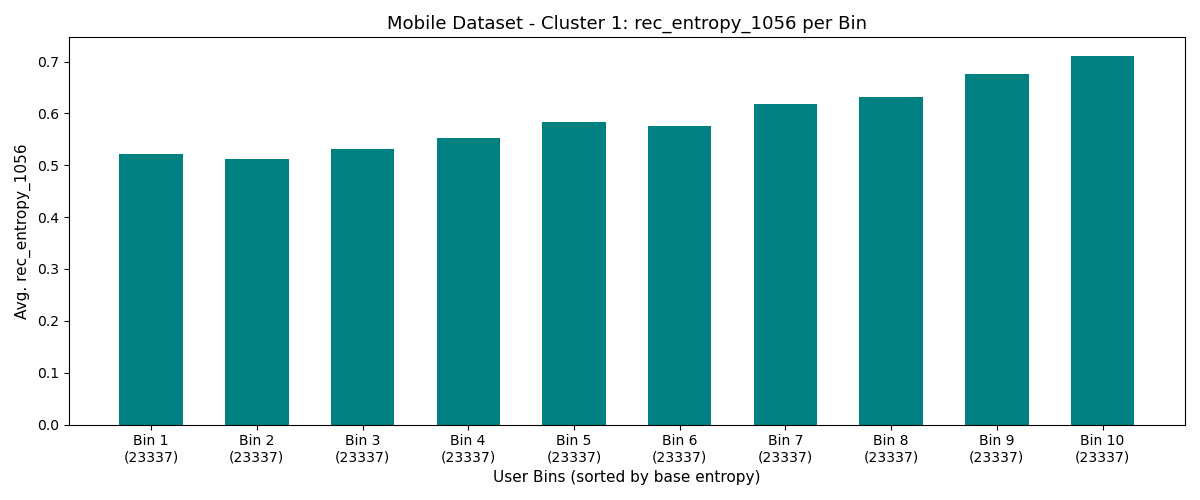 Mobile Dataset - Cluster 1: rec_entropy_1056 per Bin
Avg. rec_entropy_1056
0.7
0.6
0.5
0.4
0.3
0.2
0.1
0.0
Bin 1 Bin 2 Bin 3 Bin 4 Bin 5 Bin 6 Bin 7 Bin 8 Bin 9 Bin 10
(23337) (23337) (23337) (23337) (23337) (23337) (23337) (23337) (23337) (23337)
User Bins (sorted by base entropy)